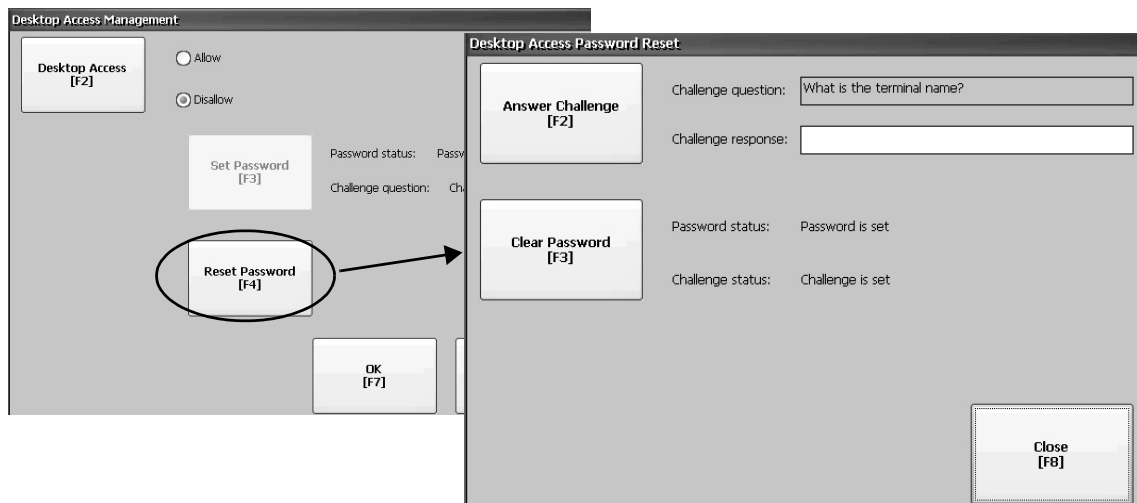 Desktop Access Management
Desktop Access
[F2]
Allow
Disallow
Set Password
[F3]
Password status: Passw
Challenge question: Ch
Reset Password
[F4]
OK
[F7]
Desktop Access Password Reset
Answer Challenge
[F2]
Challenge question: What is the terminal name?
Challenge response:
Clear Password
[F3]
Password status: Password is set
Challenge status: Challenge is set
Close
[F8]